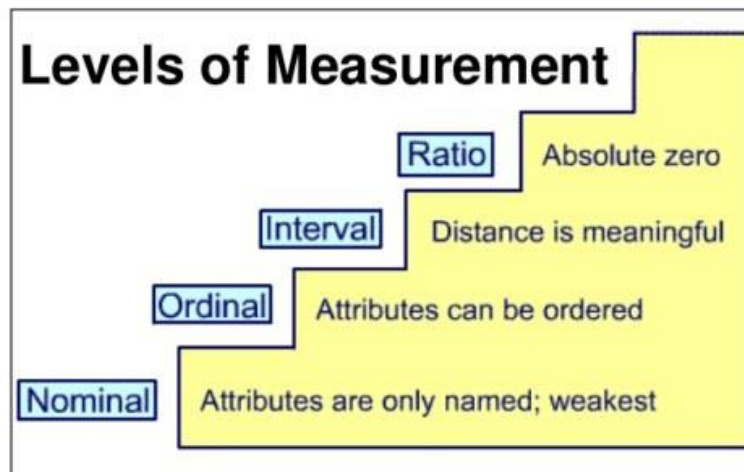 Levels of Measurement
Ratio
Absolute zero
Interval
Distance is meaningful
Ordinal
Attributes can be ordered
Nominal
Attributes are only named; weakest